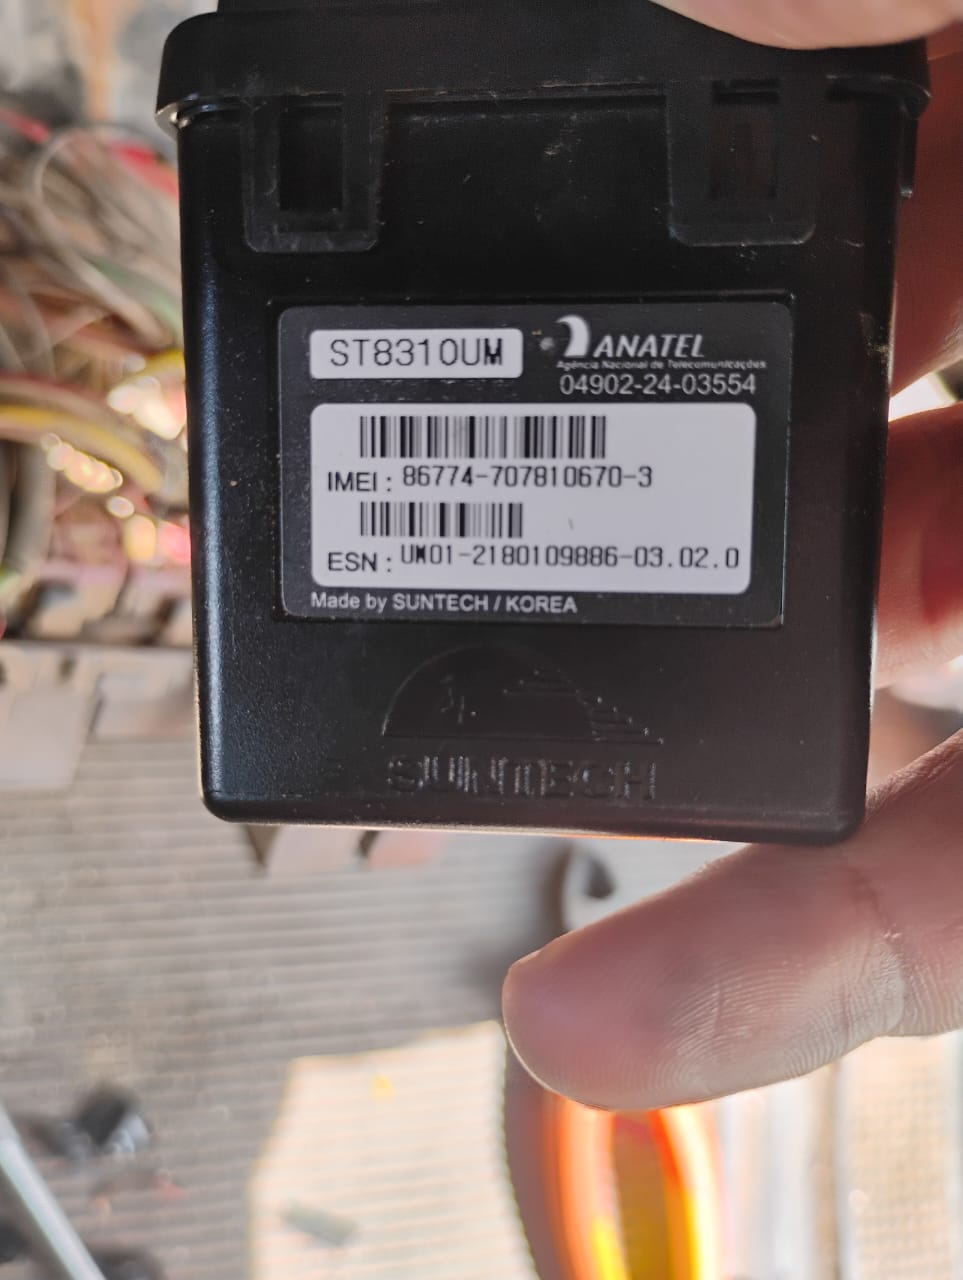 ST8310UM
ANATEL
Agência Nacional de Telecomunicações
04902-24-03554
IMEI : 86774-707810670-3
ESN : UM01-2180109886-03.02.0
Made by SUNTECH / KOREA
SUNTECH